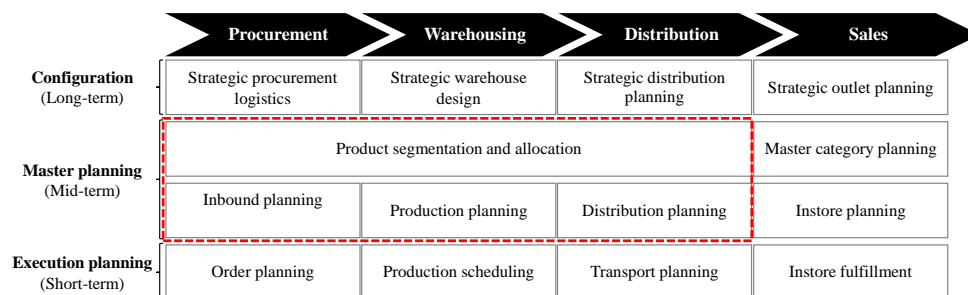 Procurement
Warehousing
Distribution
Sales
Configuration
(Long-term)
Strategic procurement
logistics
Strategic warehouse
design
Strategic distribution
planning
Strategic outlet planning
Master planning
(Mid-term)
Product segmentation and allocation
Master category planning
Inbound planning
Production planning
Distribution planning
Instore planning
Execution planning
(Short-term)
Order planning
Production scheduling
Transport planning
Instore fulfillment